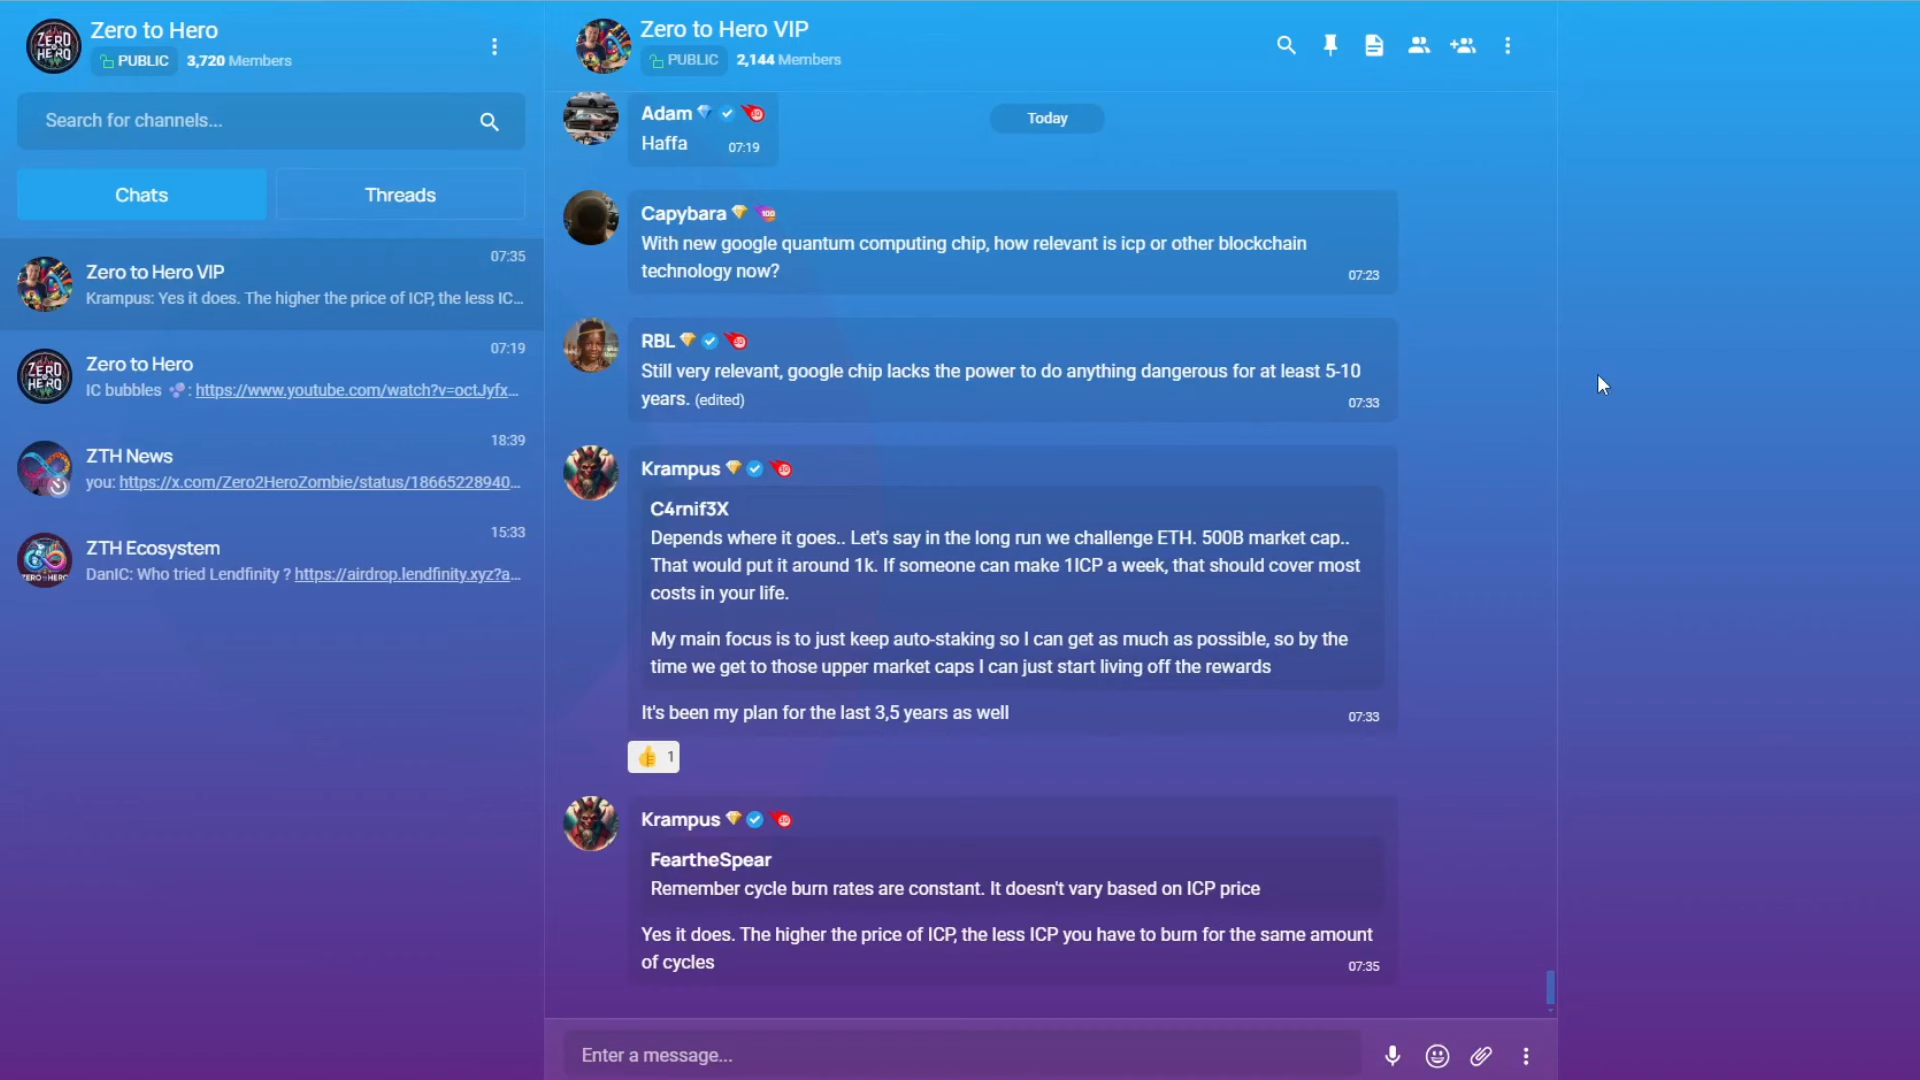 Zero to Hero
PUBLIC 3,720 Members
Search for channels...
Chats
Threads
Zero to Hero VIP
07:35
Krampus: Yes it does. The higher the price of ICP, the less IC...
Zero to Hero
07:19
IC bubbles : https://www.youtube.com/watch?v=octJyfx...
ZTH News
18:39
you: https://x.com/Zero2HeroZombie/status/18665228940...
ZTH Ecosystem
15:33
DanIC: Who tried Lendfinity ? https://airdrop.lendfinity.xyz?a...
Zero to Hero VIP
PUBLIC 2,144 Members
Today
Adam
Haffa 07:19
Capybara
With new google quantum computing chip, how relevant is icp or other blockchain
technology now?
07:23
RBL
Still very relevant, google chip lacks the power to do anything dangerous for at least 5-10
years. (edited)
07:33
Krampus
C4rnif3X
Depends where it goes.. Let's say in the long run we challenge ETH. 500B market cap..
That would put it around 1k. If someone can make 1ICP a week, that should cover most
costs in your life.
My main focus is to just keep auto-staking so I can get as much as possible, so by the
time we get to those upper market caps I can just start living off the rewards
It's been my plan for the last 3,5 years as well
07:33
👍 1
Krampus
FeartheSpear
Remember cycle burn rates are constant. It doesn't vary based on ICP price
Yes it does. The higher the price of ICP, the less ICP you have to burn for the same amount
of cycles
07:35
Enter a message...